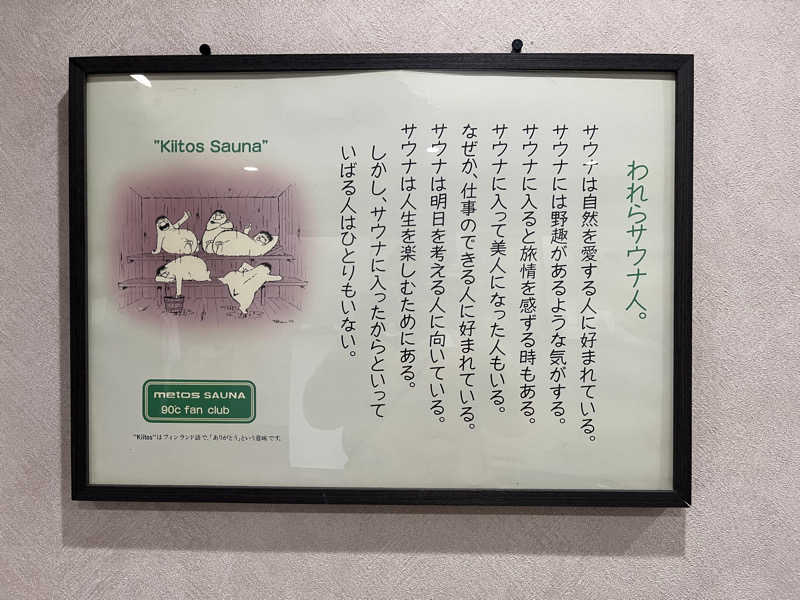 われらサウナ人。
サウナは自然を愛する人に好まれている。
サウナには野趣があるような気がする。
サウナに入ると旅情を感ずる時もある。
サウナに入って美人になった人もいる。
なぜか、仕事のできる人に好まれている。
サウナは明日を考える人に向いている。
サウナは人生を楽しむためにある。
しかし、サウナに入ったからといって
いばる人はひとりもいない。
"Kiitos Sauna"
metos SAUNA
90℃ fan club
"Kiitos"はフィンランド語で、「ありがとう」という意味です。